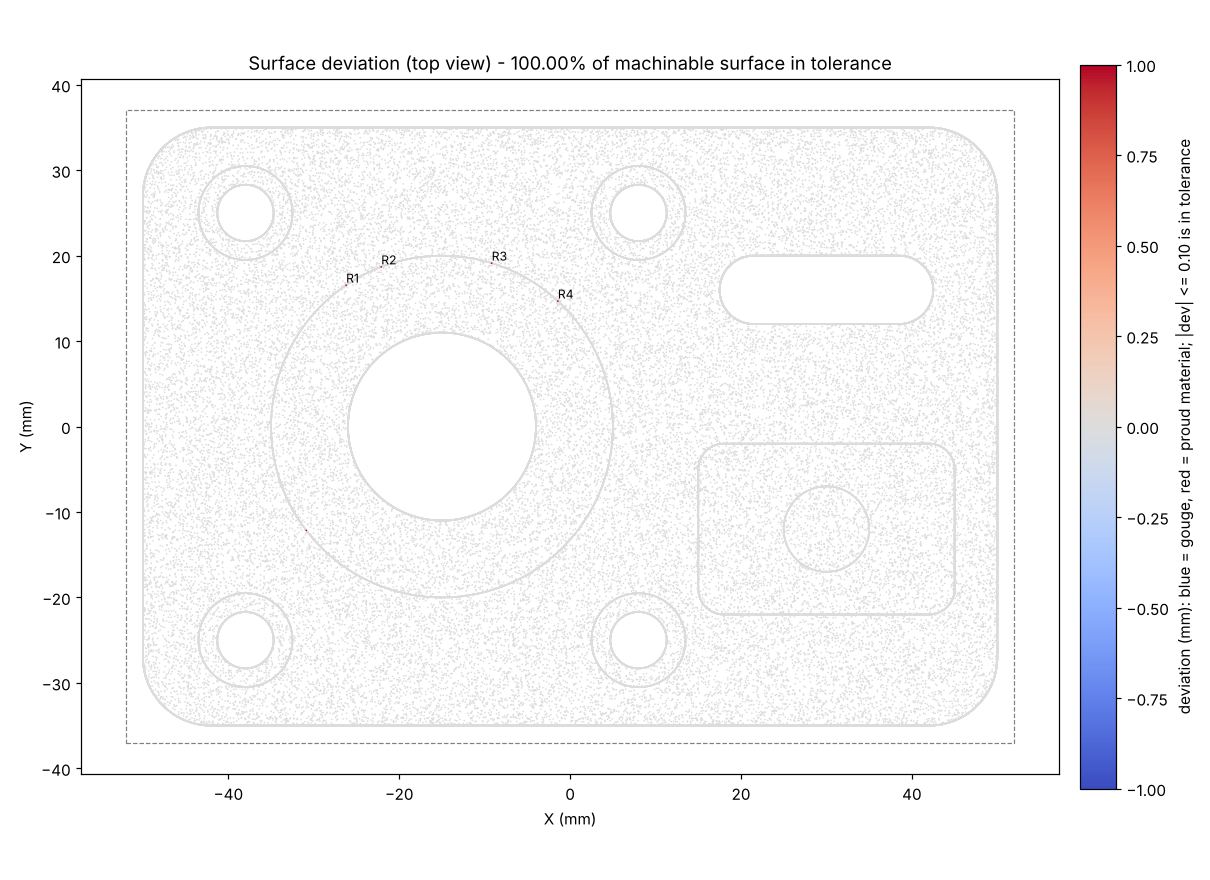 Surface deviation (top view) - 100.00% of machinable surface in tolerance
40
30
20
10
0
−10
−20
−30
−40
Y (mm)
R1
R2
R3
R4
−40
−20
0
20
40
X (mm)
1.00
0.75
0.50
0.25
0.00
−0.25
−0.50
−0.75
−1.00
deviation (mm): blue = gouge, red = proud material; |dev| <= 0.10 is in tolerance